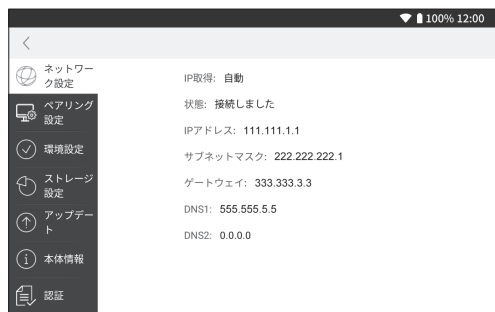 100% 12:00
ネットワー
ク設定
ペアリング
設定
環境設定
ストレージ
設定
アップデー
ト
本体情報
認証
IP取得: 自動
状態: 接続しました
IPアドレス: 111.111.1.1
サブネットマスク: 222.222.222.1
ゲートウェイ: 333.333.3.3
DNS1: 555.555.5.5
DNS2: 0.0.0.0